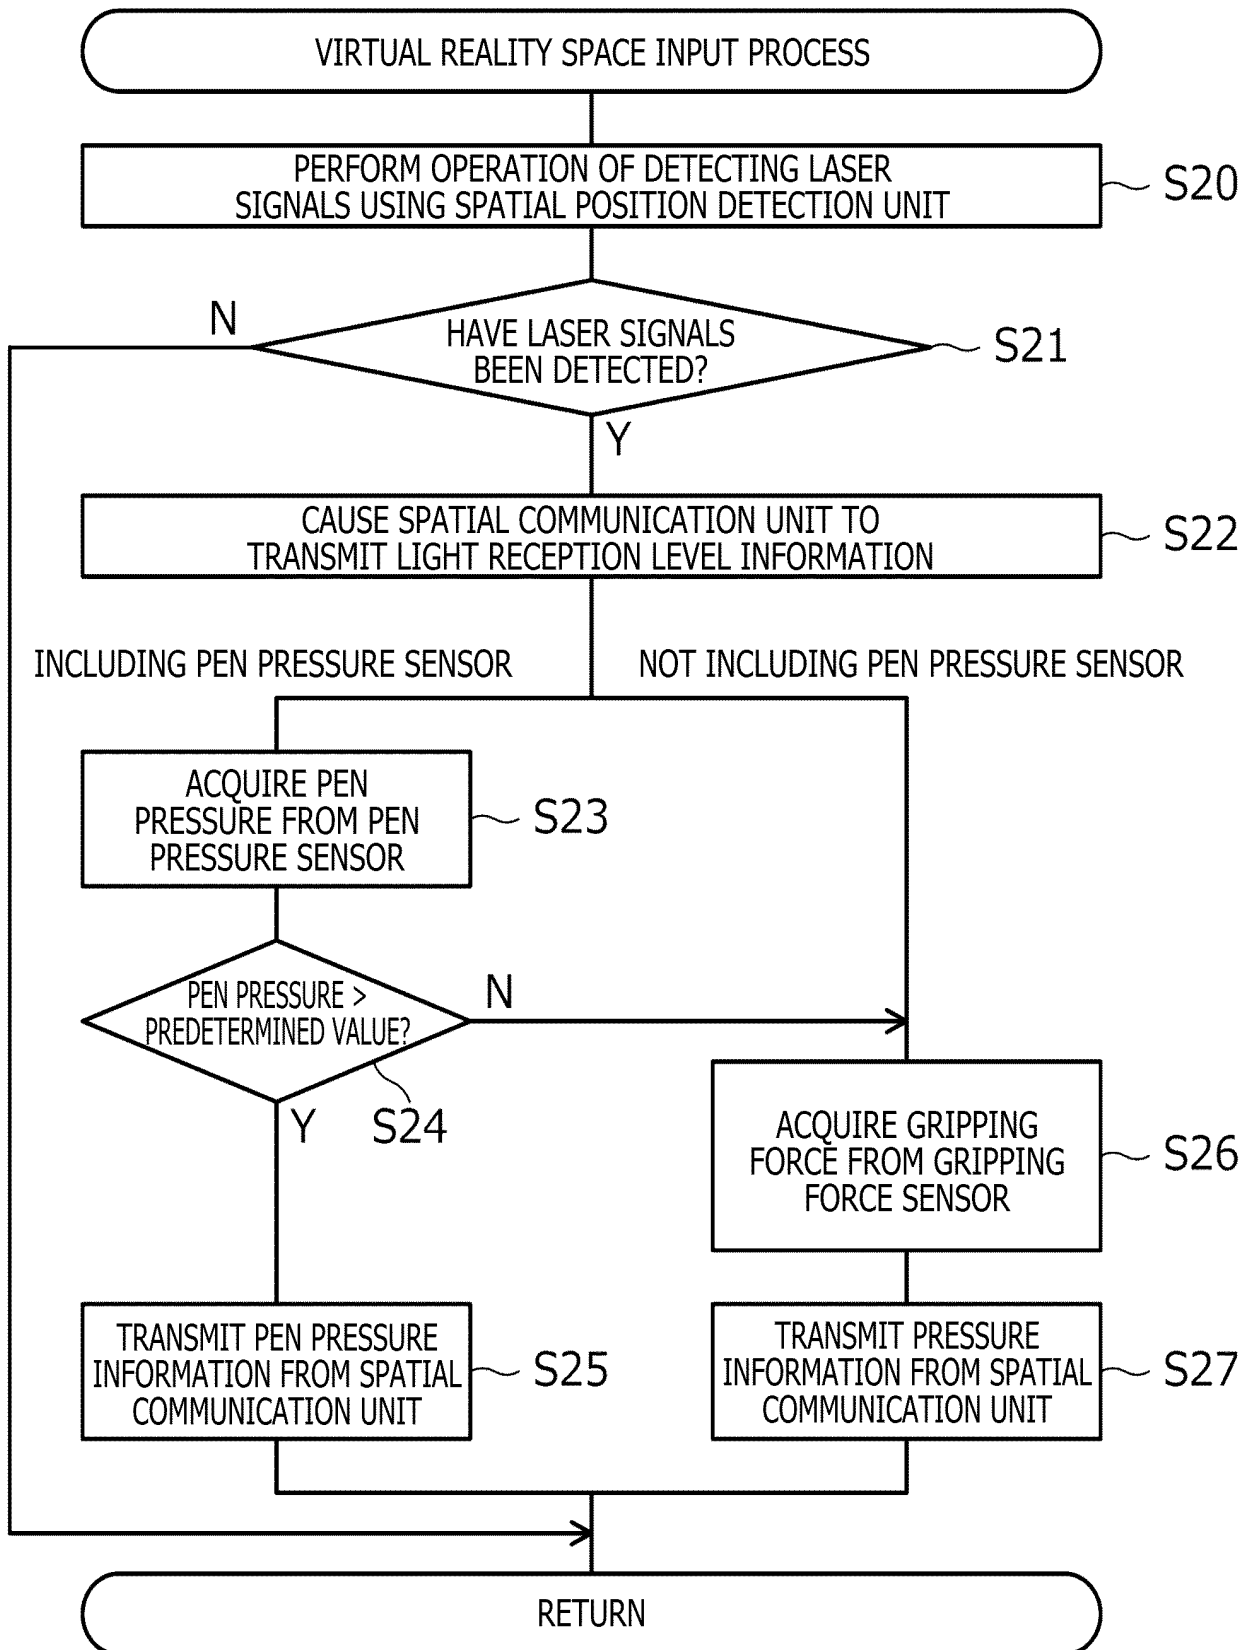 VIRTUAL REALITY SPACE INPUT PROCESS
PERFORM OPERATION OF DETECTING LASER
SIGNALS USING SPATIAL POSITION DETECTION UNIT
S20
N
HAVE LASER SIGNALS
BEEN DETECTED?
S21
Y
CAUSE SPATIAL COMMUNICATION UNIT TO
TRANSMIT LIGHT RECEPTION LEVEL INFORMATION
S22
INCLUDING PEN PRESSURE SENSOR
NOT INCLUDING PEN PRESSURE SENSOR
ACQUIRE PEN
PRESSURE FROM PEN
PRESSURE SENSOR
S23
PEN PRESSURE >
PREDETERMINED VALUE?
N
S24
Y
ACQUIRE GRIPPING
FORCE FROM GRIPPING
FORCE SENSOR
S26
TRANSMIT PEN PRESSURE
INFORMATION FROM SPATIAL
COMMUNICATION UNIT
S25
TRANSMIT PRESSURE
INFORMATION FROM SPATIAL
COMMUNICATION UNIT
S27
RETURN